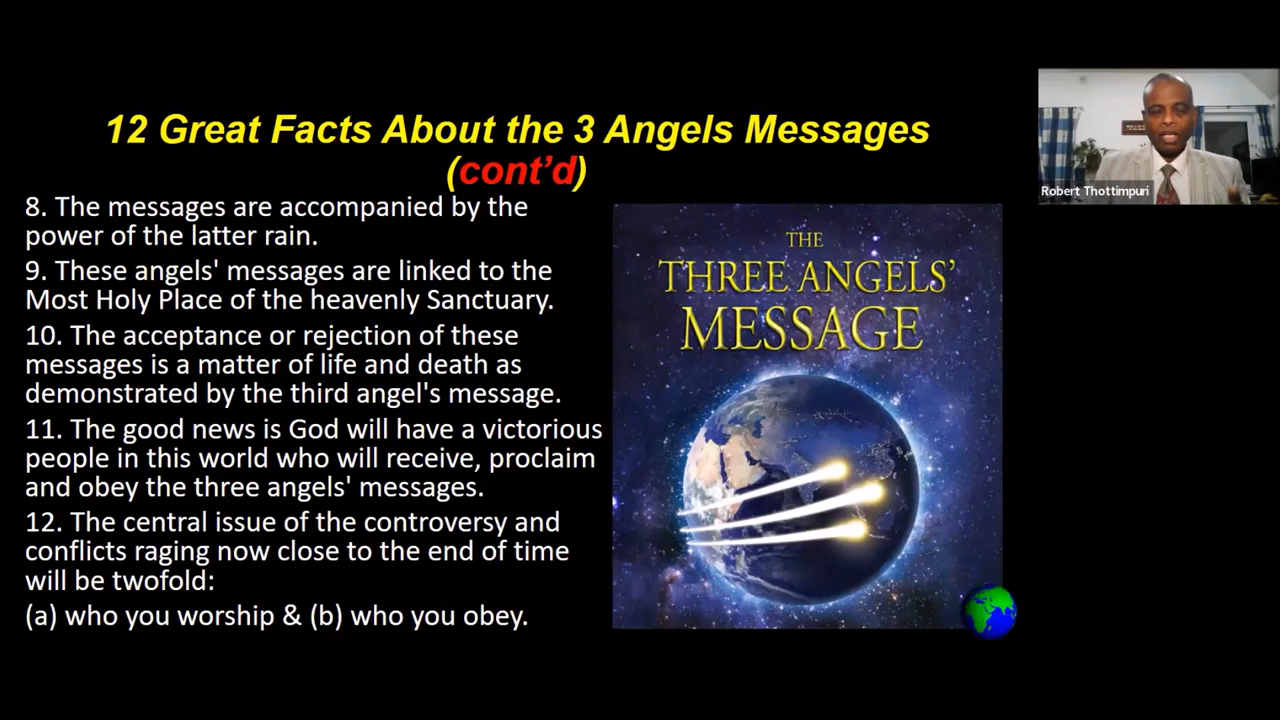 12 Great Facts About the 3 Angels Messages
(cont’d)
8. The messages are accompanied by the
power of the latter rain.
9. These angels' messages are linked to the
Most Holy Place of the heavenly Sanctuary.
10. The acceptance or rejection of these
messages is a matter of life and death as
demonstrated by the third angel's message.
11. The good news is God will have a victorious
people in this world who will receive, proclaim
and obey the three angels' messages.
12. The central issue of the controversy and
conflicts raging now close to the end of time
will be twofold:
(a) who you worship & (b) who you obey.
THE
THREE ANGELS’
MESSAGE
Robert Thottimpuri